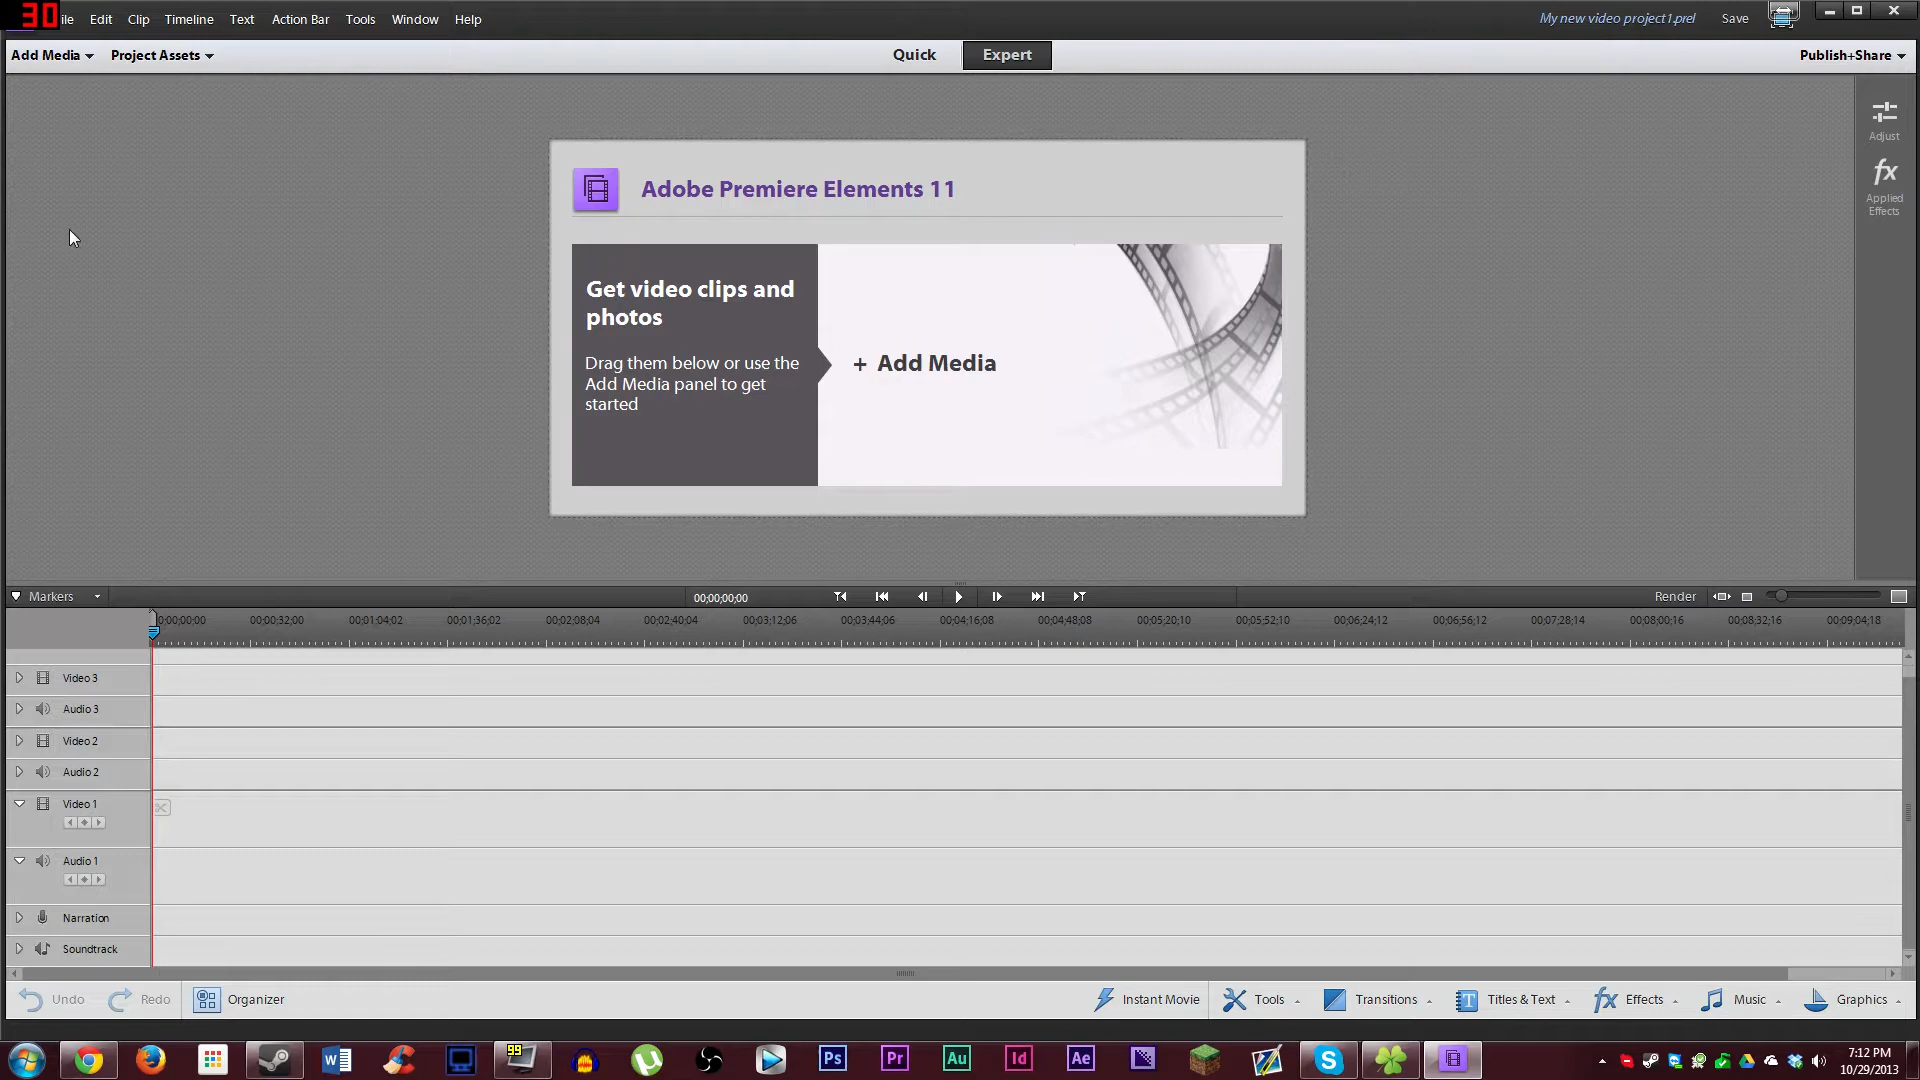 30
ile Edit Clip Timeline Text Action Bar Tools Window Help
My new video project1.prel Save
Add Media Project Assets
Quick Expert
Publish+Share
Adjust
Applied
Effects
Adobe Premiere Elements 11
Get video clips and
photos
Drag them below or use the
Add Media panel to get
started
+ Add Media
Markers
00;00;00;00
Render
0;00;00;00 00;00;32;00 00;01;04;02 00;01;36;02 00;02;08;04 00;02;40;04 00;03;12;06 00;03;44;06 00;04;16;08 00;04;48;08 00;05;20;10 00;05;52;10 00;06;24;12 00;06;56;12 00;07;28;14 00;08;00;16 00;08;32;16 00;09;04;18
Video 3
Audio 3
Video 2
Audio 2
Video 1
Audio 1
Narration
Soundtrack
Undo Redo Organizer
Instant Movie Tools Transitions Titles & Text Effects Music Graphics
99
Ps Pr Au Id Ae
7:12 PM
10/29/2013